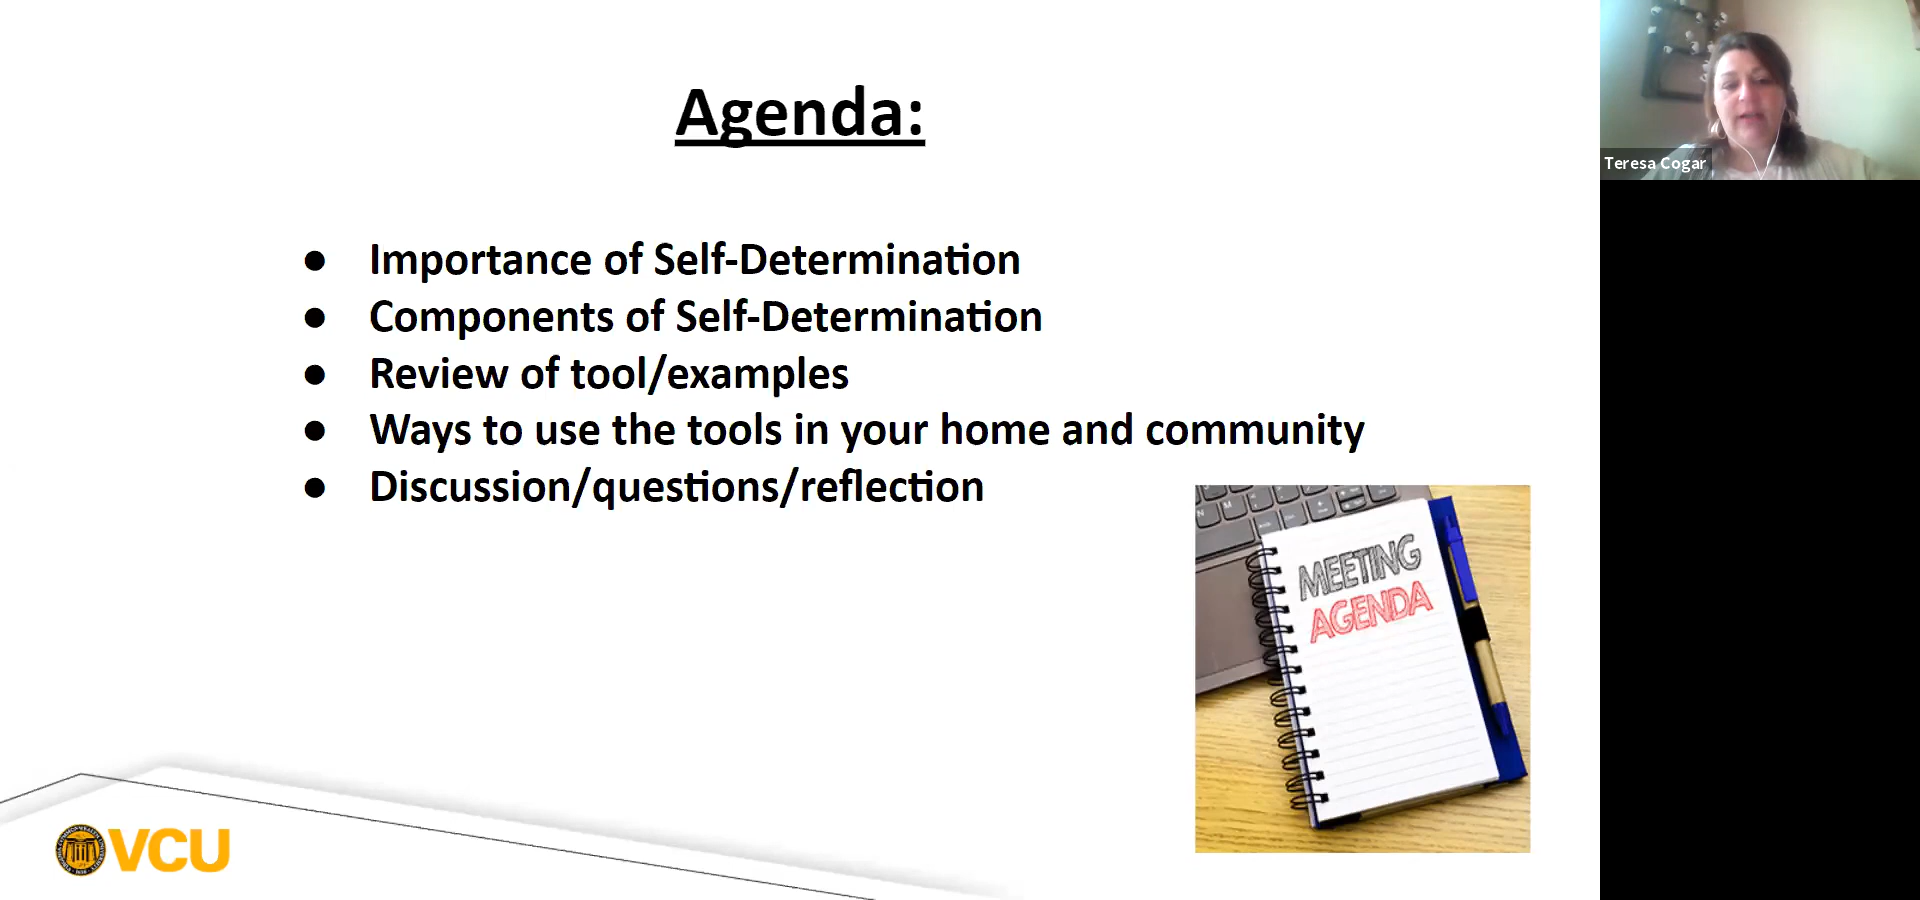 Agenda:
● Importance of Self-Determination
● Components of Self-Determination
● Review of tool/examples
● Ways to use the tools in your home and community
● Discussion/questions/reflection
MEETING
AGENDA
VCU
Teresa Cogar